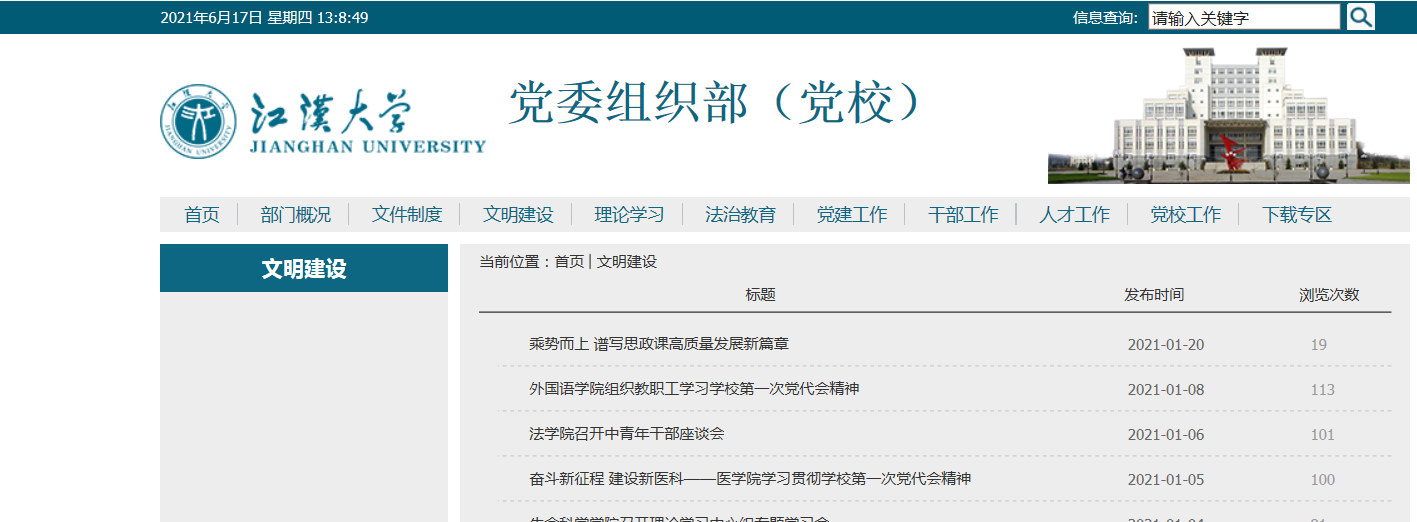 2021年6月17日 星期四 13:8:49 信息查询: 请输入关键字
江漢大学 党委组织部（党校）
JIANGHAN UNIVERSITY
首页 部门概况 文件制度 文明建设 理论学习 法治教育 党建工作 干部工作 人才工作 党校工作 下载专区
文明建设
当前位置：首页 | 文明建设
标题 发布时间 浏览次数
乘势而上 谱写思政课高质量发展新篇章 2021-01-20 19
外国语学院组织教职工学习学校第一次党代会精神 2021-01-08 113
法学院召开中青年干部座谈会 2021-01-06 101
奋斗新征程 建设新医科——医学院学习贯彻学校第一次党代会精神 2021-01-05 100